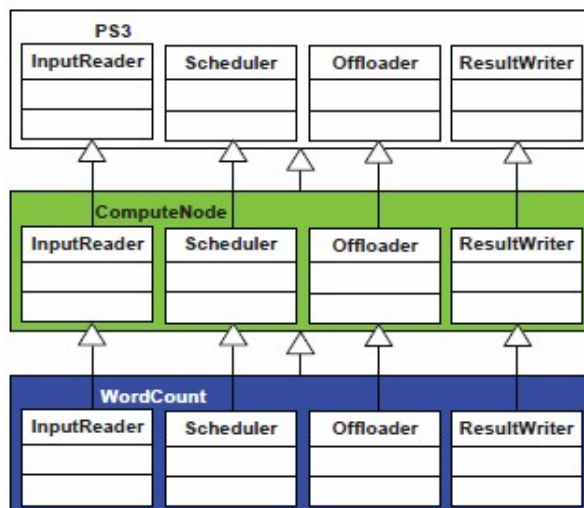 PS3
InputReader Scheduler Offloader ResultWriter
ComputeNode
InputReader Scheduler Offloader ResultWriter
WordCount
InputReader Scheduler Offloader ResultWriter